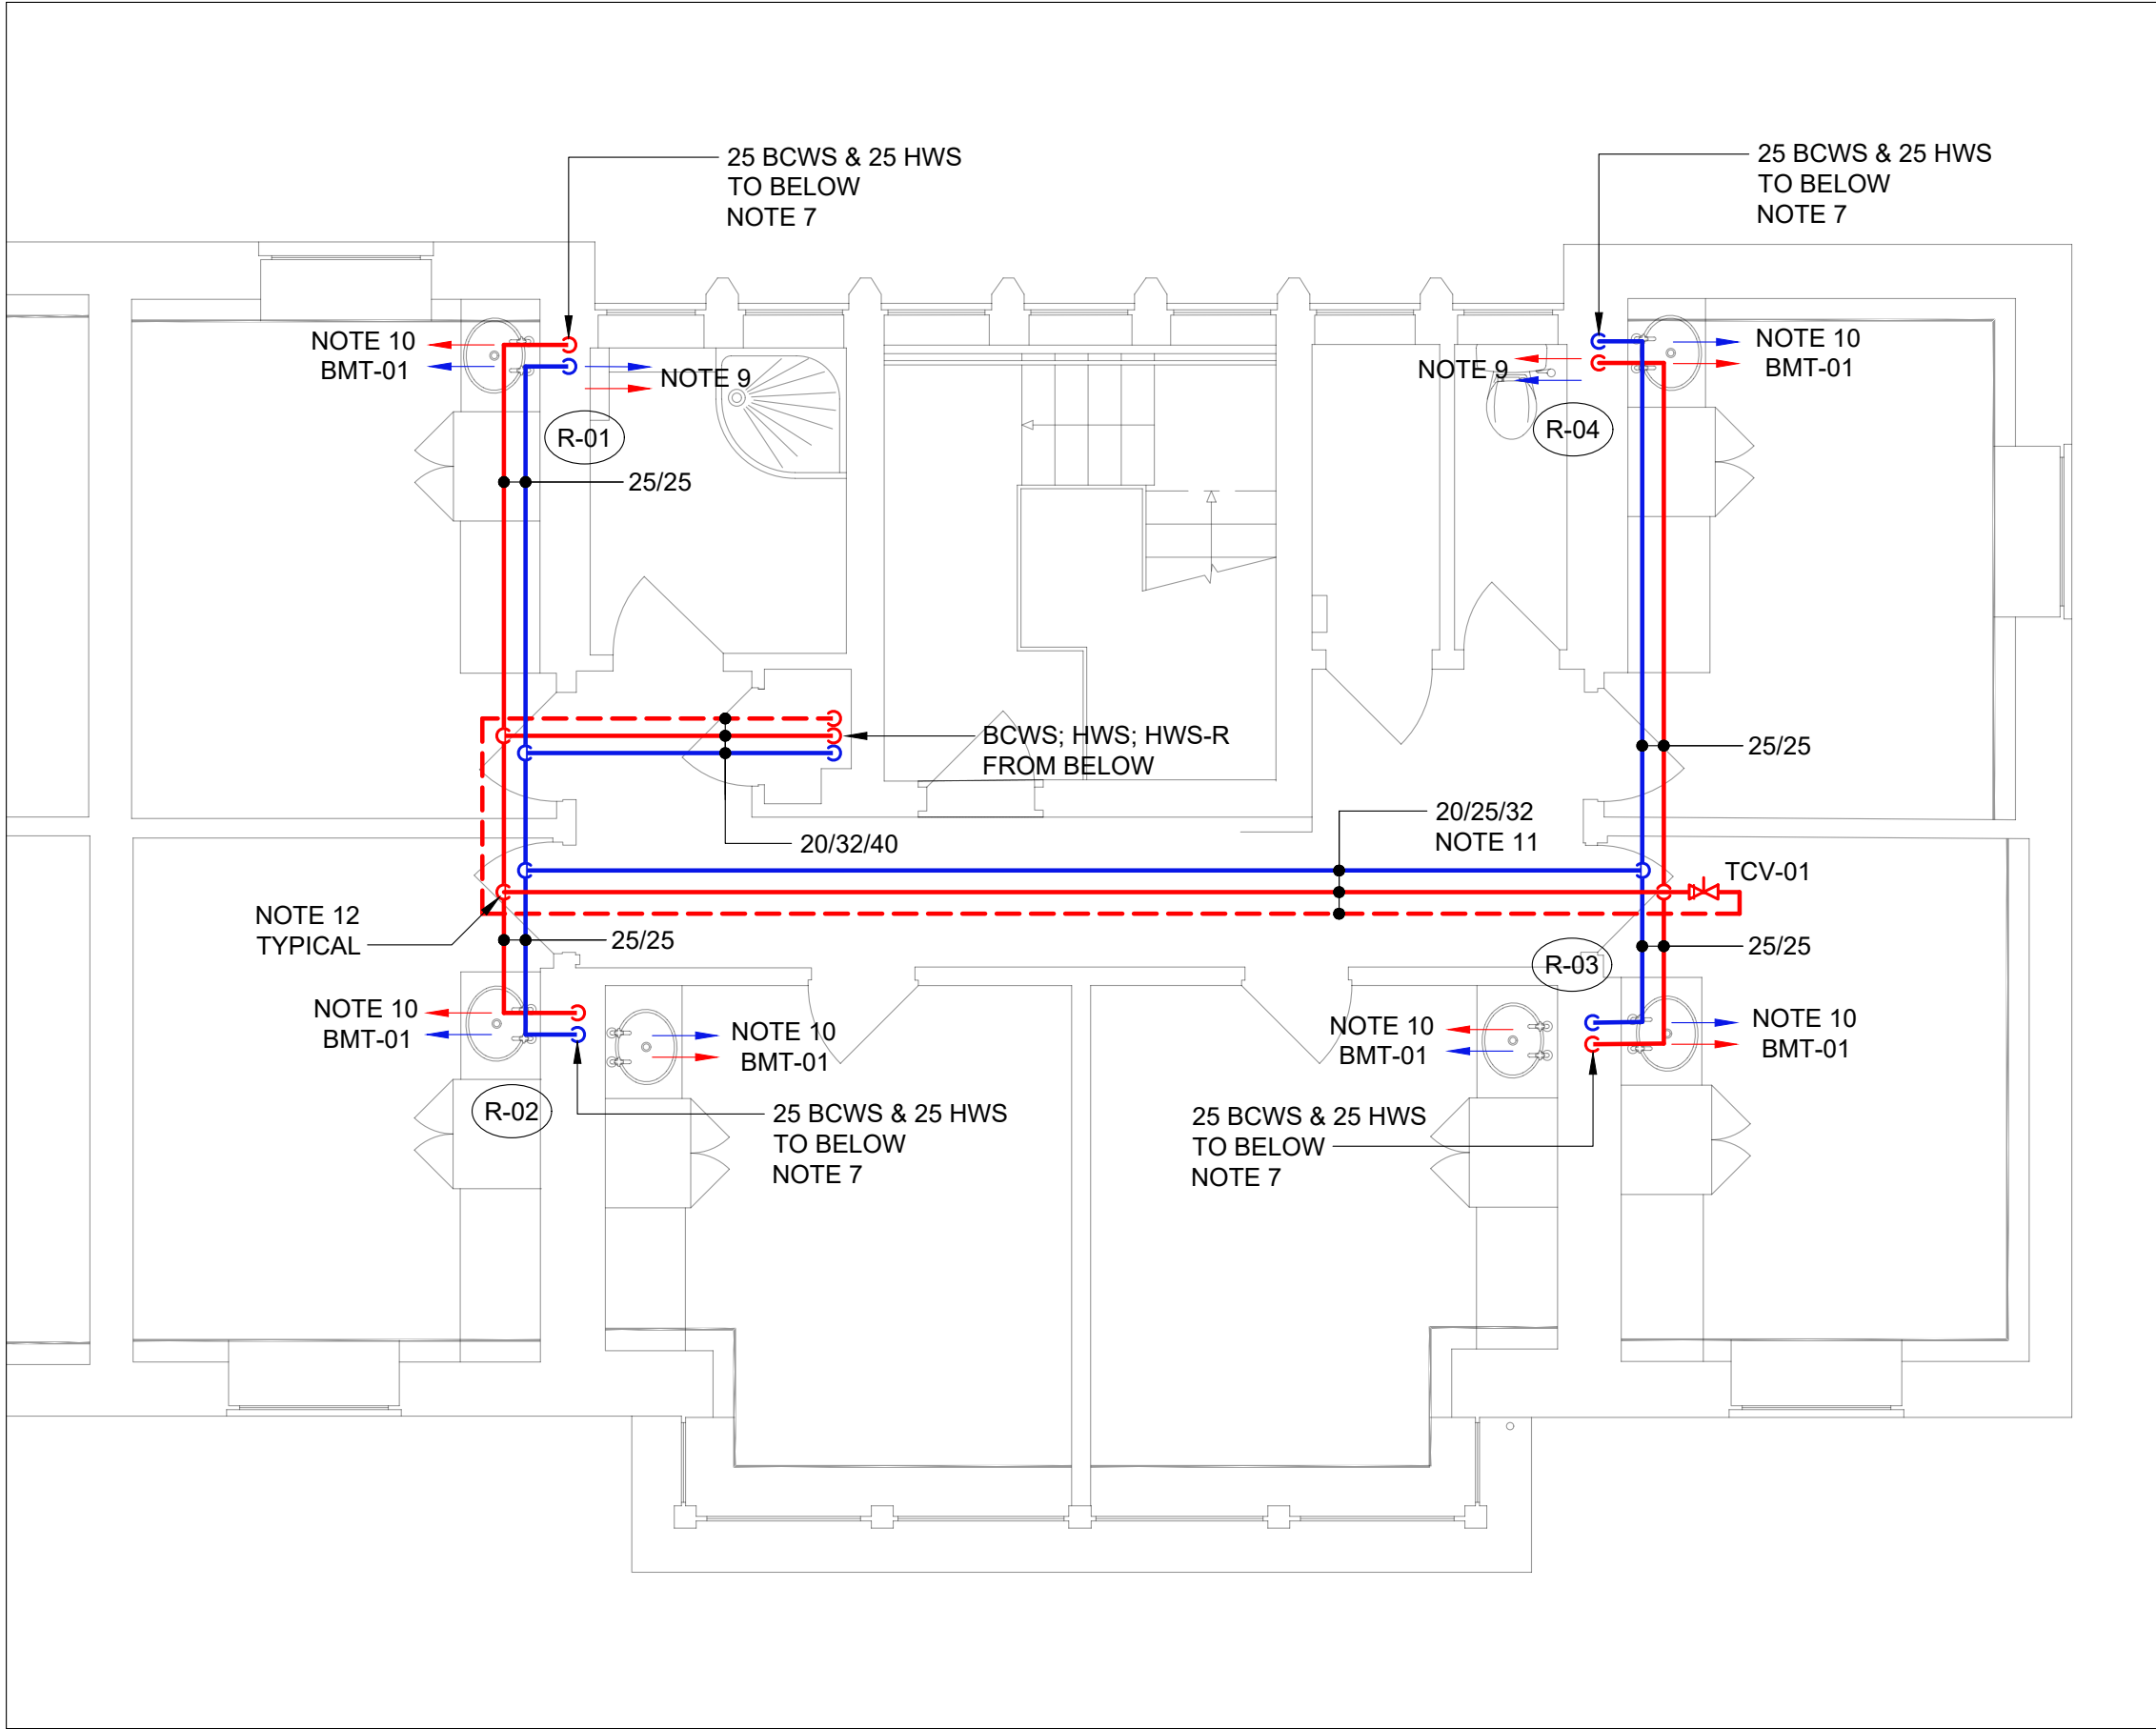 25 BCWS & 25 HWS
TO BELOW
NOTE 7
25 BCWS & 25 HWS
TO BELOW
NOTE 7
NOTE 10
BMT-01
NOTE 9
NOTE 9
NOTE 10
BMT-01
R-01
R-04
25/25
BCWS; HWS; HWS-R
FROM BELOW
25/25
20/32/40
20/25/32
NOTE 11
TCV-01
NOTE 12
TYPICAL
25/25
25/25
R-03
NOTE 10
BMT-01
NOTE 10
BMT-01
NOTE 10
BMT-01
NOTE 10
BMT-01
R-02
25 BCWS & 25 HWS
TO BELOW
NOTE 7
25 BCWS & 25 HWS
TO BELOW
NOTE 7